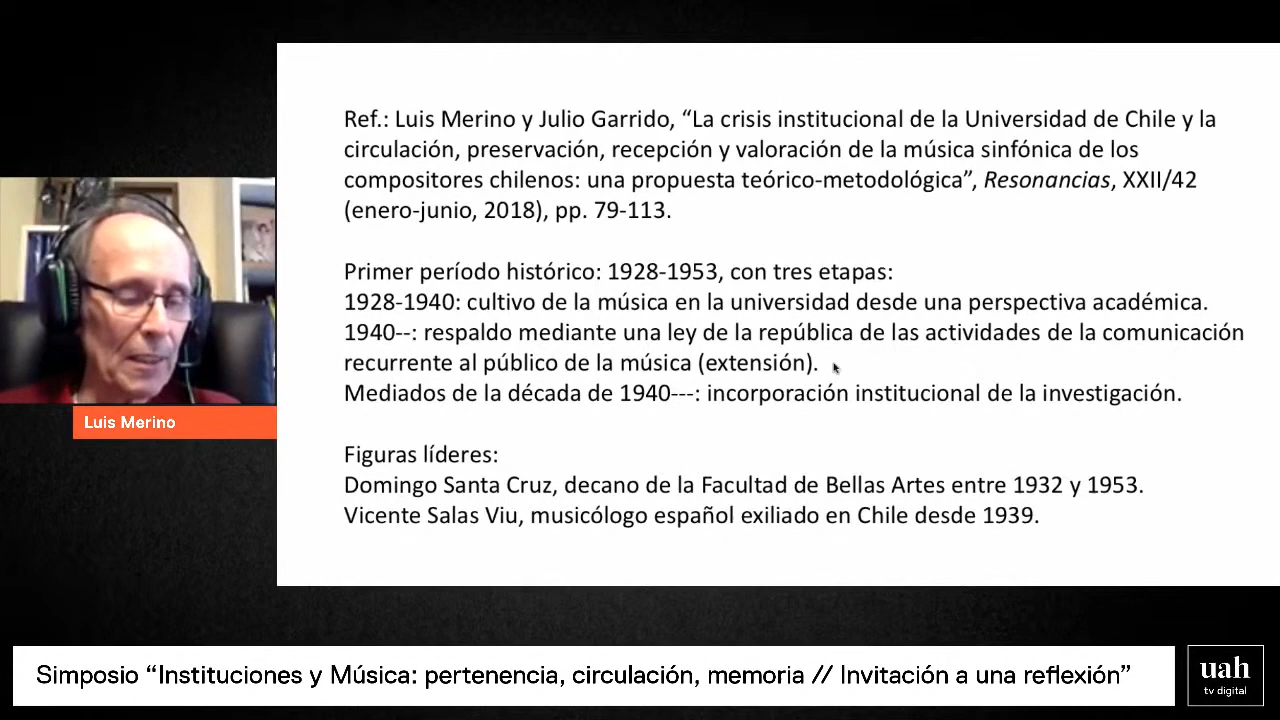 Ref.: Luis Merino y Julio Garrido, “La crisis institucional de la Universidad de Chile y la
circulación, preservación, recepción y valoración de la música sinfónica de los
compositores chilenos: una propuesta teórico-metodológica”, Resonancias, XXII/42
(enero-junio, 2018), pp. 79-113.
Primer período histórico: 1928-1953, con tres etapas:
1928-1940: cultivo de la música en la universidad desde una perspectiva académica.
1940--: respaldo mediante una ley de la república de las actividades de la comunicación
recurrente al público de la música (extensión).
Mediados de la década de 1940---: incorporación institucional de la investigación.
Figuras líderes:
Domingo Santa Cruz, decano de la Facultad de Bellas Artes entre 1932 y 1953.
Vicente Salas Viu, musicólogo español exiliado en Chile desde 1939.
Luis Merino
Simposio “Instituciones y Música: pertenencia, circulación, memoria // Invitación a una reflexión”
uah
tv digital